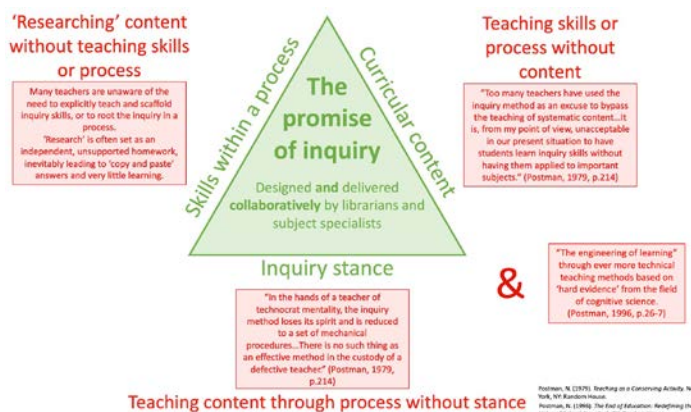 'Researching' content
without teaching skills
or process
Many teachers are unaware of the
need to explicitly teach and scaffold
inquiry skills, or to root the inquiry in a
process.
'Research' is often set as an
independent, unsupported homework,
inevitably leading to 'copy and paste'
answers and very little learning.
Skills within a process
The
promise
of inquiry
Designed and delivered
collaboratively by librarians and
subject specialists
Curricular content
Inquiry stance
Teaching skills or
process without
content
"Too many teachers have used the
inquiry method as an excuse to bypass
the teaching of systematic content...It
is, from my point of view, unacceptable
in our present situation to have
students learn inquiry skills without
having them applied to important
subjects." (Postman, 1979, p.214)
"In the hands of a teacher of
technocrat mentality, the inquiry
method loses its spirit and is reduced
to a set of mechanical
procedures...There is no such thing as
an effective method in the custody of a
defective teacher." (Postman, 1979,
p.214)
&
"The engineering of learning"
through ever more technical
teaching methods based on
'hard evidence' from the field
of cognitive science.
(Postman, 1996, p.26-7)
Teaching content through process without stance
Postman, N. (1979). Teaching as a Conserving Activity. N
York, NY: Random House.
Postman, N. (1996). The End of Education: Redefining th